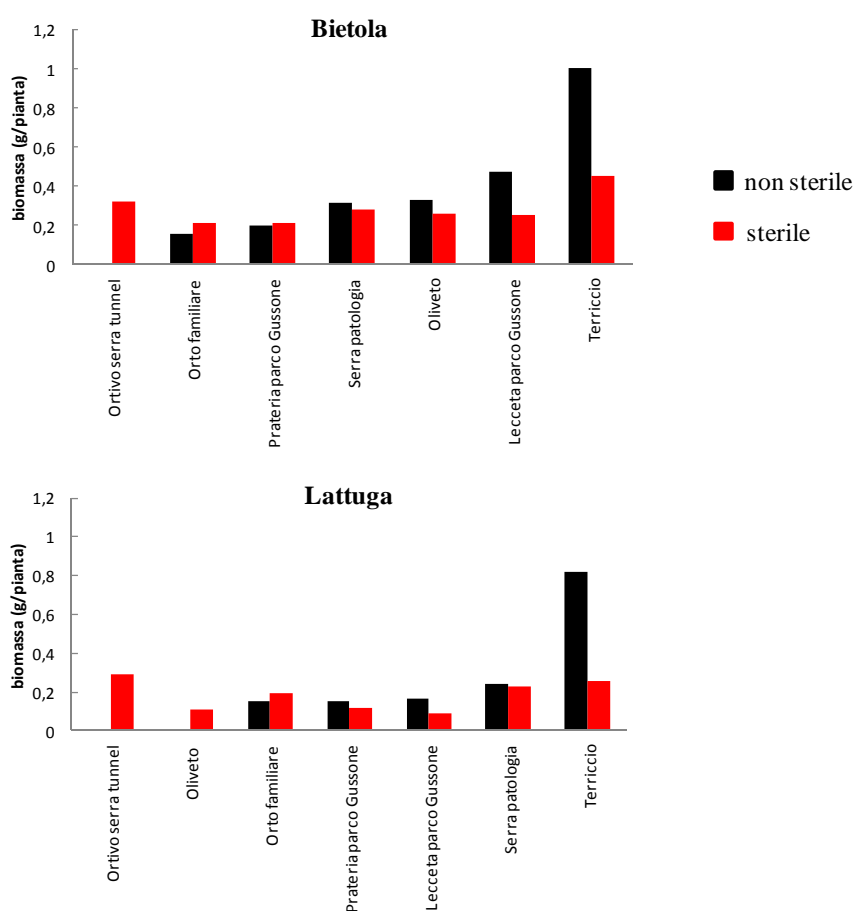 Bietola
biomassa (g/pianta)
1,2
1
0,8
0,6
0,4
0,2
0
Ortivo serra tunnel
Orto familiare
Prateria parco Gussone
Serra patologia
Oliveto
Lecceta parco Gussone
Terriccio
non sterile
sterile
Lattuga
biomassa (g/pianta)
1,2
1
0,8
0,6
0,4
0,2
0
Ortivo serra tunnel
Oliveto
Orto familiare
Prateria parco Gussone
Lecceta parco Gussone
Serra patologia
Terriccio